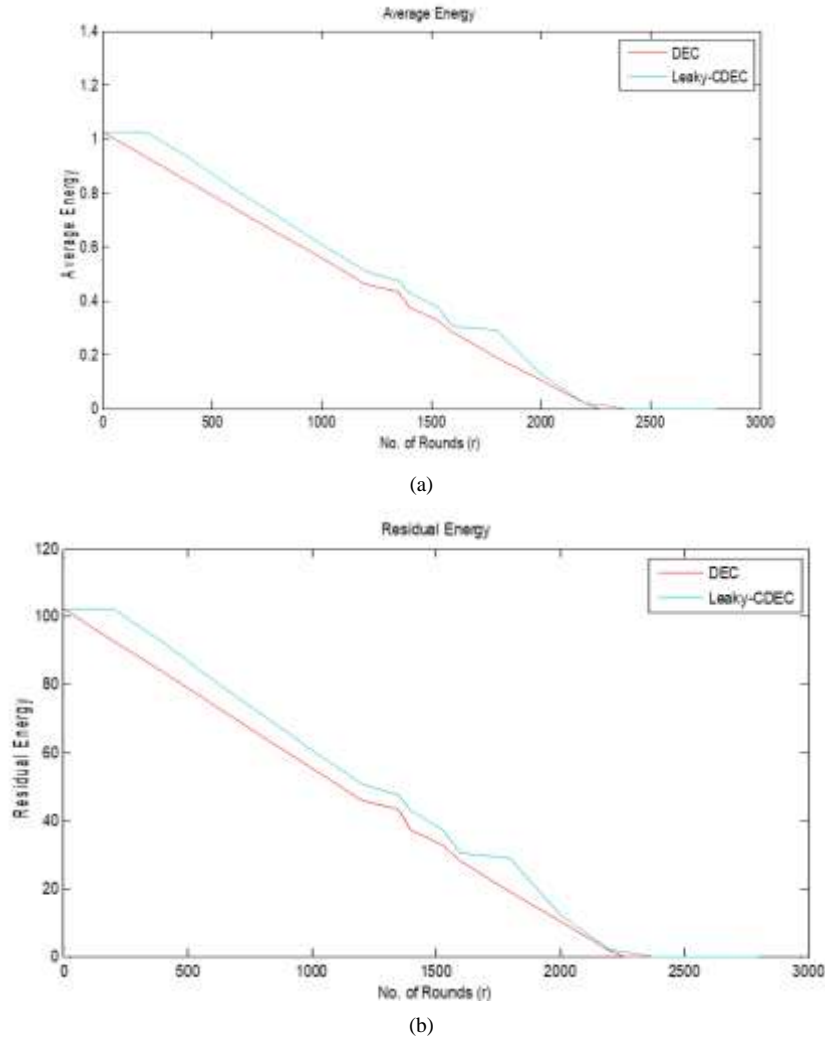 Average Energy
1.4
1.2
1
0.8
0.6
0.4
0.2
0
Average Energy
DEC
Leaky-CDEC
0 500 1000 1500 2000 2500 3000
No. of Rounds (r)
(a)
Residual Energy
120
100
80
60
40
20
0
Residual Energy
DEC
Leaky-CDEC
0 500 1000 1500 2000 2500 3000
No. of Rounds (r)
(b)